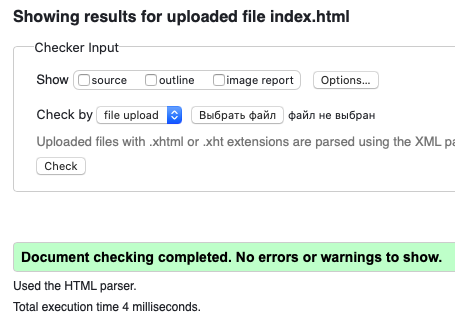 Showing results for uploaded file index.html
Checker Input
Show source outline image report Options...
Check by file upload Выбрать файл файл не выбран
Uploaded files with .xhtml or .xht extensions are parsed using the XML
Check
Document checking completed. No errors or warnings to show.
Used the HTML parser.
Total execution time 4 milliseconds.